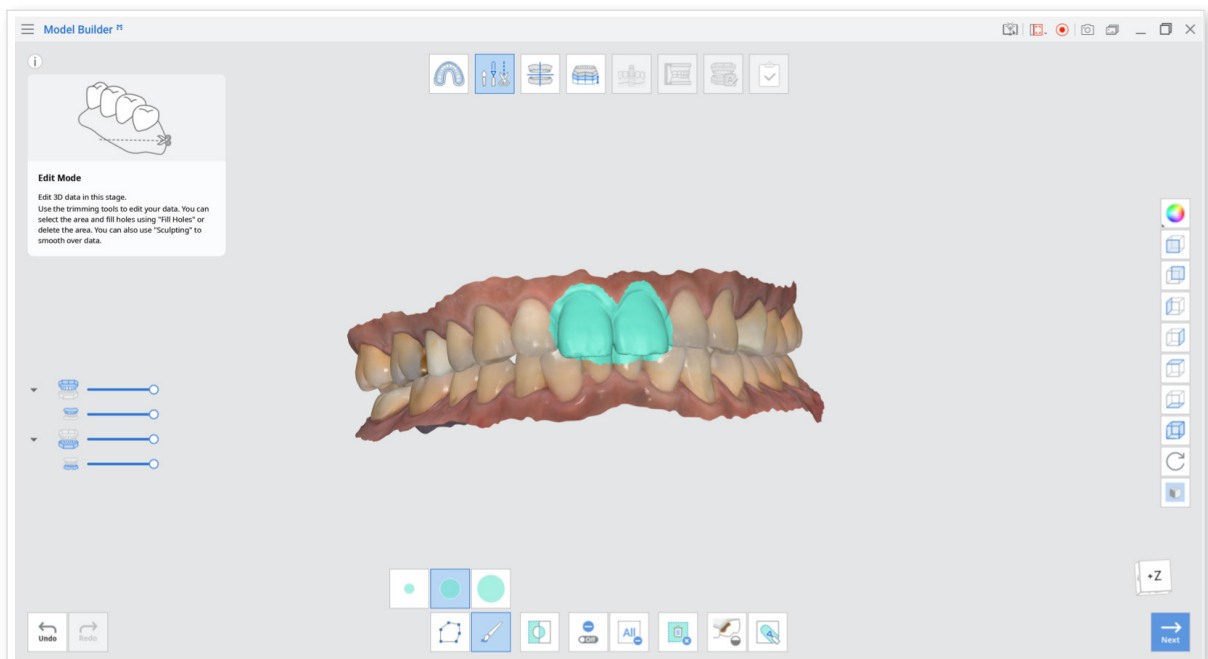 Model Builder
Edit Mode
Edit 3D data in this stage.
Use the trimming tools to edit your data. You can
select the area and fill holes using "Fill Holes" or
delete the area. You can also use "Sculpting" to
smooth over data.
+Z
Undo
Redo
Off
All
Next